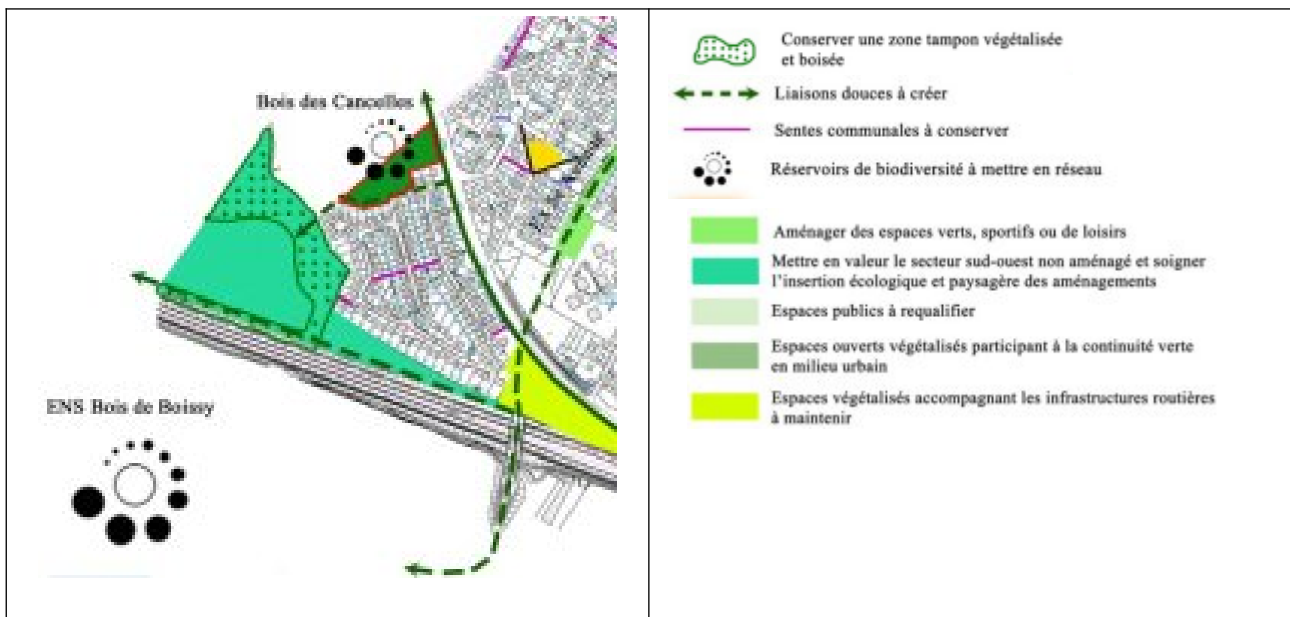 Bois des Cancelles
ENS Bois de Boissy
Conserver une zone tampon végétalisée
et boisée
Liaisons douces à créer
Sentes communales à conserver
Réservoirs de biodiversité à mettre en réseau
Aménager des espaces verts, sportifs ou de loisirs
Mettre en valeur le secteur sud-ouest non aménagé et soigner
l’insertion écologique et paysagère des aménagements
Espaces publics à requalifier
Espaces ouverts végétalisés participant à la continuité verte
en milieu urbain
Espaces végétalisés accompagnant les infrastructures routières
à maintenir